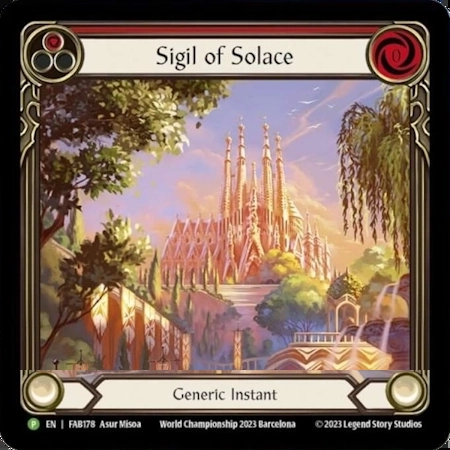 Sigil of Solace
0
Generic Instant
P EN | FAB178 Asur Misoa World Championship 2023 Barcelona ©2023 Legend Story Studios